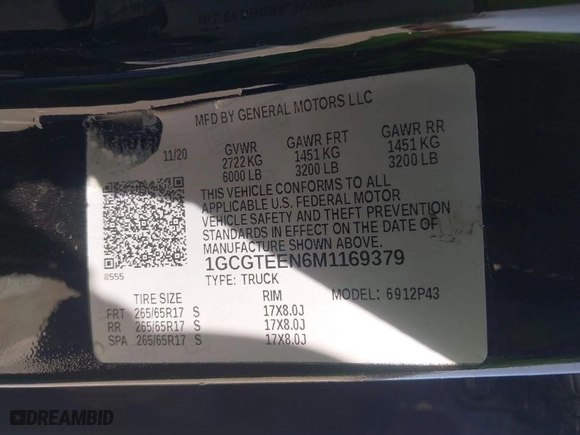 MFD BY GENERAL MOTORS LLC
11/20 GVWR GAWR FRT GAWR RR
2722 KG 1451 KG 1451 KG
6000 LB 3200 LB 3200 LB
THIS VEHICLE CONFORMS TO ALL
APPLICABLE U.S. FEDERAL MOTOR
VEHICLE SAFETY AND THEFT PREVENTION
STANDARDS IN EFFECT ON THE DATE OF
MANUFACTURE SHOWN ABOVE.
8555 1GCGTEEN6M1169379
TYPE: TRUCK
TIRE SIZE RIM MODEL: 6912P43
FRT 265/65R17 S 17X8.0J
RR 265/65R17 S 17X8.0J
SPA 265/65R17 S 17X8.0J
DREAMBID